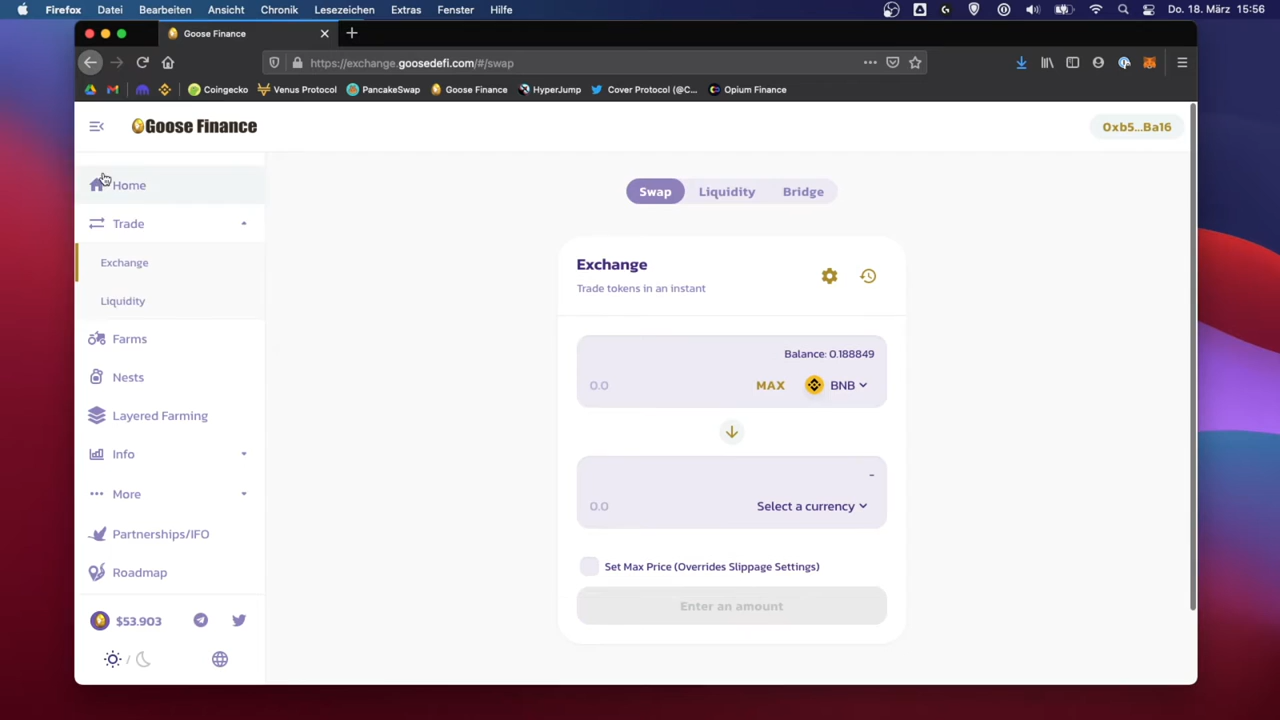 Firefox Datei Bearbeiten Ansicht Chronik Lesezeichen Extras Fenster Hilfe Do. 18. März 15:56
Goose Finance
https://exchange.goosedefi.com/#/swap
Coingecko Venus Protocol PancakeSwap Goose Finance HyperJump Cover Protocol (@C... Opium Finance
Goose Finance 0xb5...Ba16
Home
Trade
Exchange
Liquidity
Farms
Nests
Layered Farming
Info
More
Partnerships/IFO
Roadmap
$53.903
/
Swap Liquidity Bridge
Exchange
Trade tokens in an instant
Balance: 0.188849
0.0 MAX BNB
-
0.0 Select a currency
Set Max Price (Overrides Slippage Settings)
Enter an amount